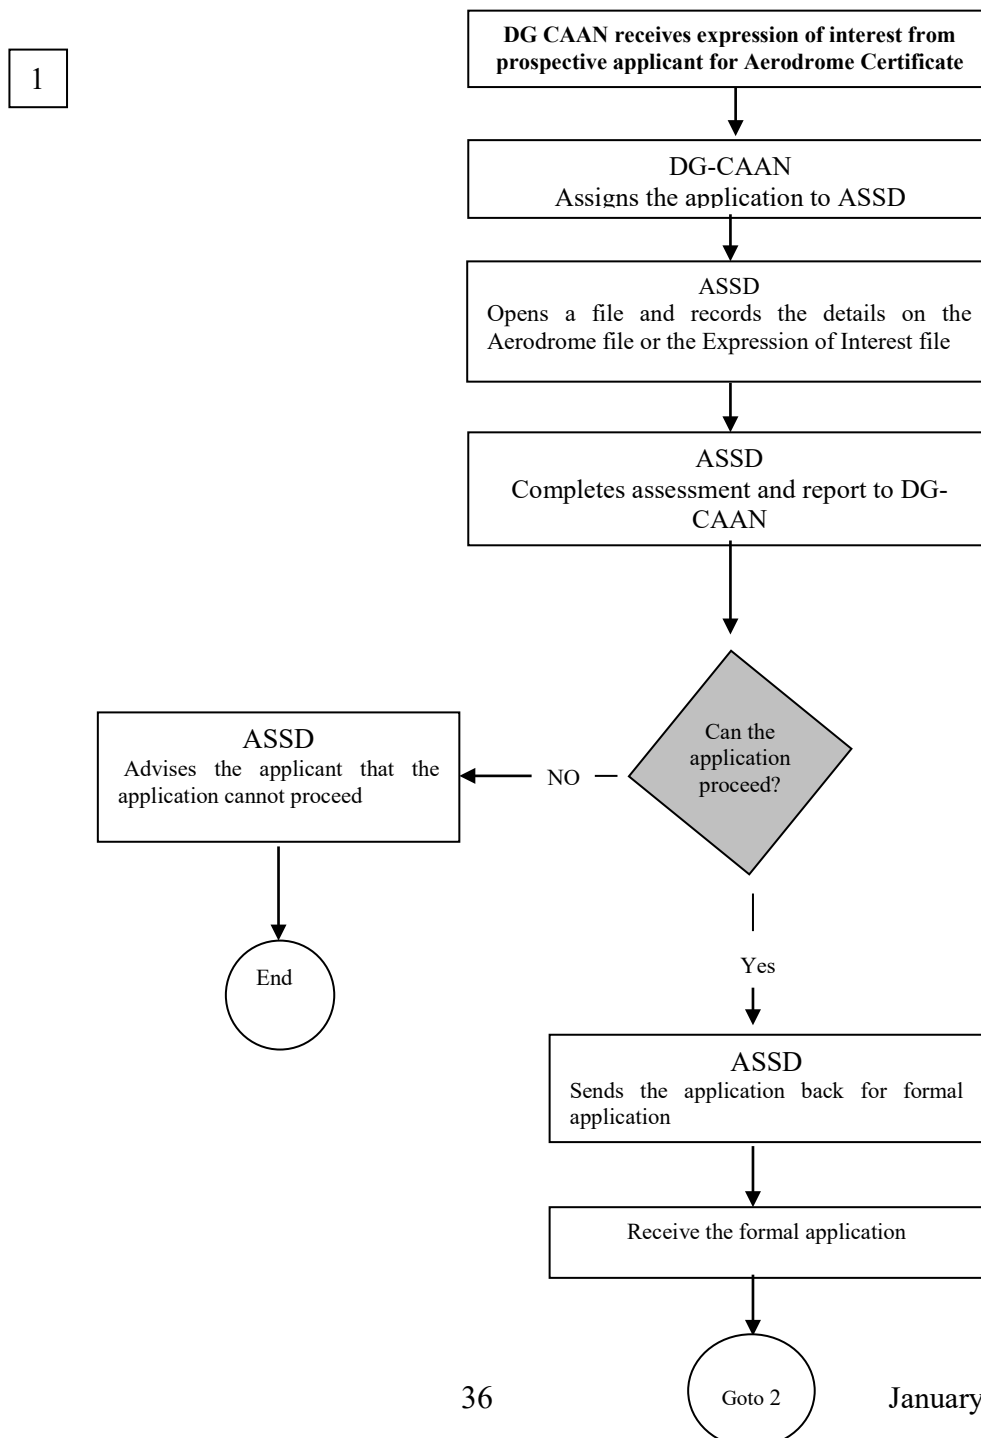 1
DG CAAN receives expression of interest from
prospective applicant for Aerodrome Certificate
DG-CAAN
Assigns the application to ASSD
ASSD
Opens a file and records the details on the
Aerodrome file or the Expression of Interest file
ASSD
Completes assessment and report to DG-
CAAN
Can the
application
proceed?
NO
ASSD
Advises the applicant that the
application cannot proceed
End
Yes
ASSD
Sends the application back for formal
application
Receive the formal application
Goto 2
36
January